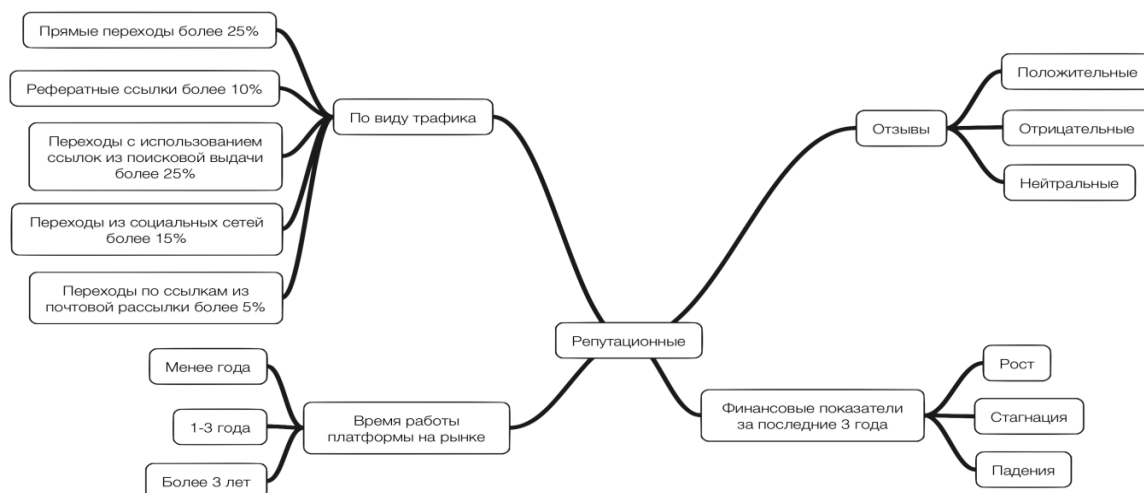 Прямые переходы более 25%
Рефератные ссылки более 10%
Переходы с использованием
ссылок из поисковой выдачи
более 25%
Переходы из социальных сетей
более 15%
Переходы по ссылкам из
почтовой рассылки более 5%
По виду трафика
Отзывы
Положительные
Отрицательные
Нейтральные
Репутационные
Менее года
1-3 года
Более 3 лет
Время работы
платформы на рынке
Финансовые показатели
за последние 3 года
Рост
Стагнация
Падения